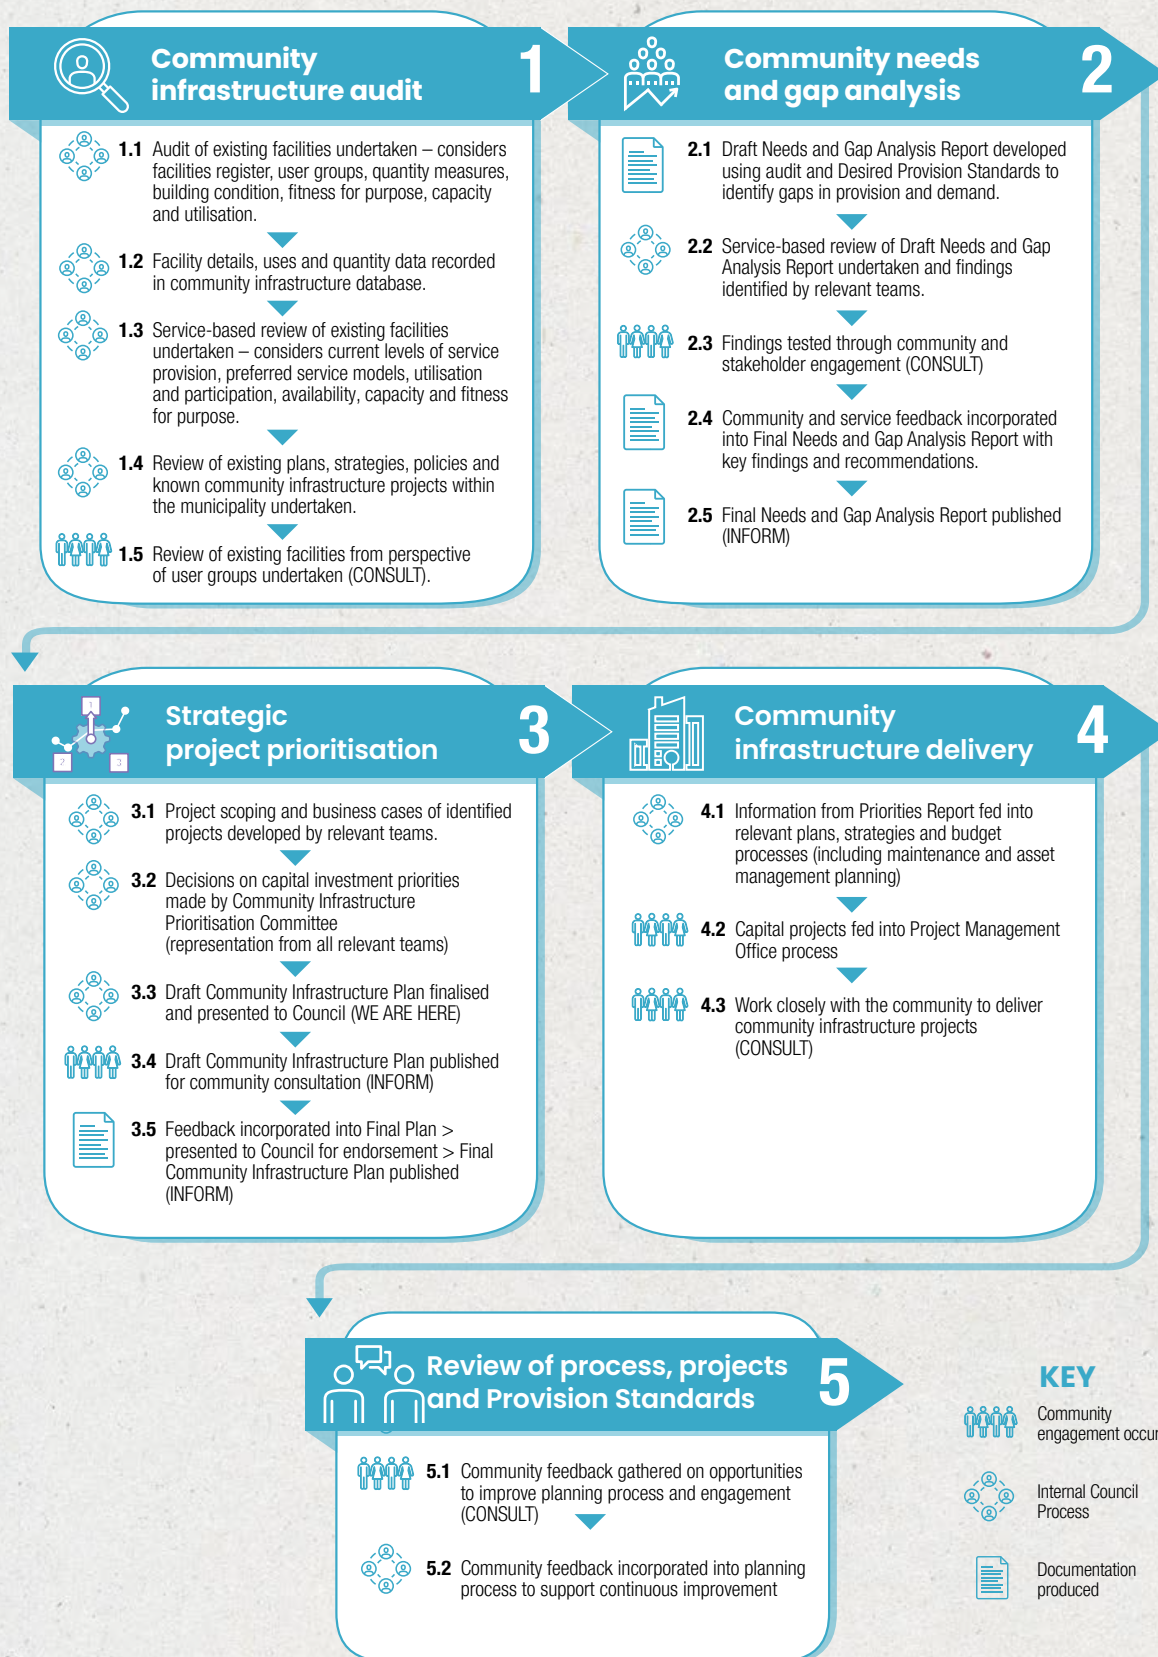 Community
infrastructure audit
1
1.1 Audit of existing facilities undertaken – considers
facilities register, user groups, quantity measures,
building condition, fitness for purpose, capacity
and utilisation.
1.2 Facility details, uses and quantity data recorded
in community infrastructure database.
1.3 Service-based review of existing facilities
undertaken – considers current levels of service
provision, preferred service models, utilisation
and participation, availability, capacity and fitness
for purpose.
1.4 Review of existing plans, strategies, policies and
known community infrastructure projects within
the municipality undertaken.
1.5 Review of existing facilities from perspective
of user groups undertaken (CONSULT).
Community needs
and gap analysis
2
2.1 Draft Needs and Gap Analysis Report developed
using audit and Desired Provision Standards to
identify gaps in provision and demand.
2.2 Service-based review of Draft Needs and Gap
Analysis Report undertaken and findings
identified by relevant teams.
2.3 Findings tested through community and
stakeholder engagement (CONSULT)
2.4 Community and service feedback incorporated
into Final Needs and Gap Analysis Report with
key findings and recommendations.
2.5 Final Needs and Gap Analysis Report published
(INFORM)
1
2
3
Strategic
project prioritisation
3
3.1 Project scoping and business cases of identified
projects developed by relevant teams.
3.2 Decisions on capital investment priorities
made by Community Infrastructure
Prioritisation Committee
(representation from all relevant teams)
3.3 Draft Community Infrastructure Plan finalised
and presented to Council (WE ARE HERE)
3.4 Draft Community Infrastructure Plan published
for community consultation (INFORM)
3.5 Feedback incorporated into Final Plan >
presented to Council for endorsement > Final
Community Infrastructure Plan published
(INFORM)
Community
infrastructure delivery
4
4.1 Information from Priorities Report fed into
relevant plans, strategies and budget
processes (including maintenance and asset
management planning)
4.2 Capital projects fed into Project Management
Office process
4.3 Work closely with the community to deliver
community infrastructure projects
(CONSULT)
Review of process, projects
and Provision Standards
5
5.1 Community feedback gathered on opportunities
to improve planning process and engagement
(CONSULT)
5.2 Community feedback incorporated into planning
process to support continuous improvement
KEY
Community
engagement occur
Internal Council
Process
Documentation
produced